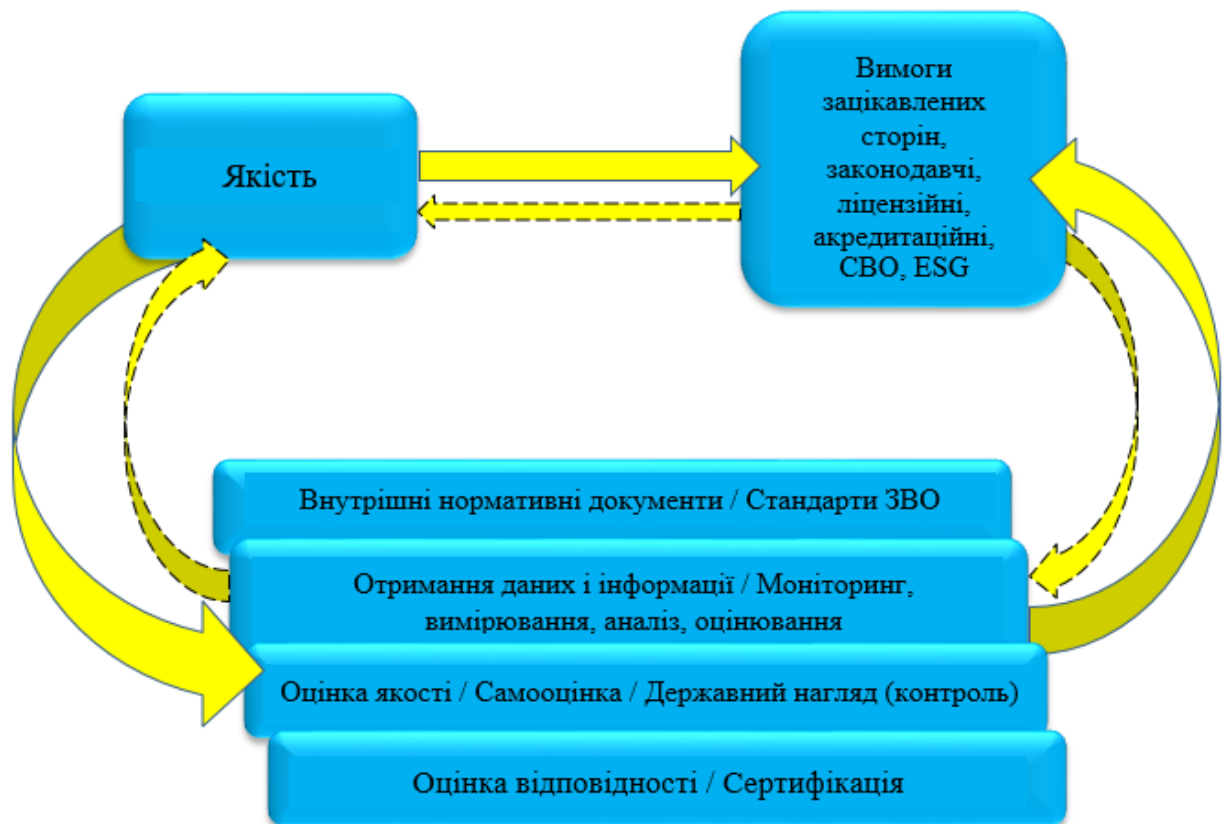 Якість
Вимоги
зацікавлених
сторін,
законодавчі,
ліцензійні,
акредитаційні,
СВО, ESG
Внутрішні нормативні документи / Стандарти ЗВО
Отримання даних і інформації / Моніторинг,
вимірювання, аналіз, оцінювання
Оцінка якості / Самооцінка / Державний нагляд (контроль)
Оцінка відповідності / Сертифікація